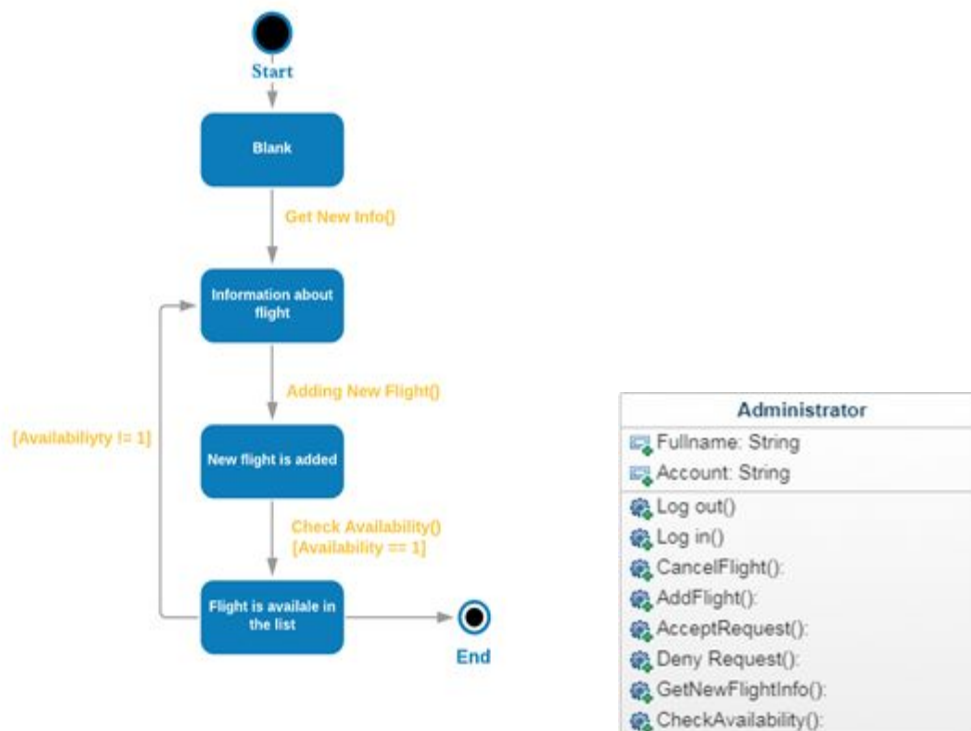 Start
Blank
Get New Info()
Information about
flight
Adding New Flight()
[Availabiliyty != 1]
New flight is added
Check Availability()
[Availability == 1]
Flight is availale in
the list
End
Administrator
Fullname: String
Account: String
Log out()
Log in()
CancelFlight():
AddFlight():
AcceptRequest():
Deny Request():
GetNewFlightInfo():
CheckAvailability():